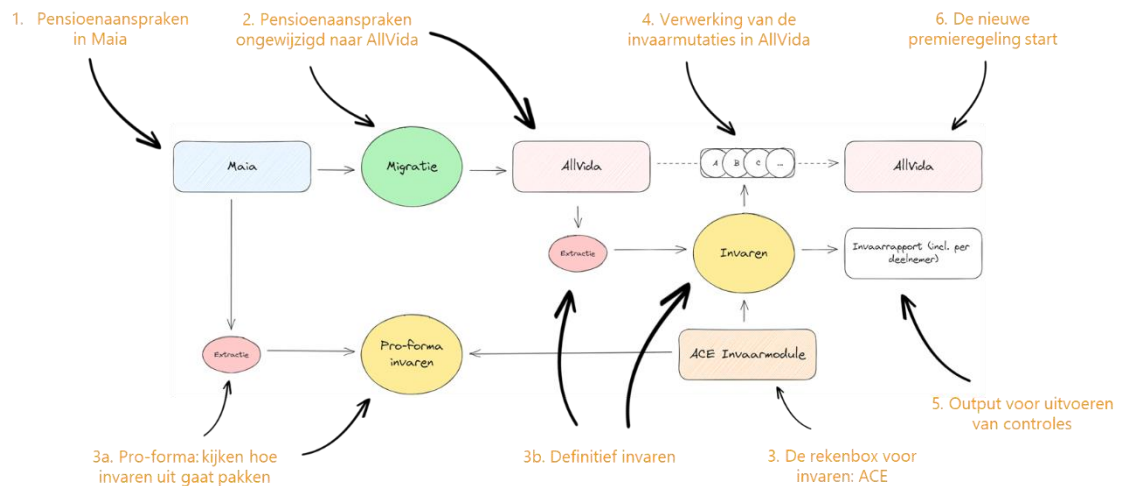 1. Pensioenaanspraken
in Maia
2. Pensioenaanspraken
ongewijzigd naar AllVida
4. Verwerking van de
invaarmutaties in AllVida
6. De nieuwe
premieregeling start
Maia
Migratie
AllVida
A B C ...
AllVida
Extractie
Invaren
Invaarrapport (incl. per
deelnemer)
Extractie
Pro-forma
invaren
ACE Invaarmodule
5. Output voor uitvoeren
van controles
3a. Pro-forma: kijken hoe
invaren uit gaat pakken
3b. Definitief invaren
3. De rekenbox voor
invaren: ACE